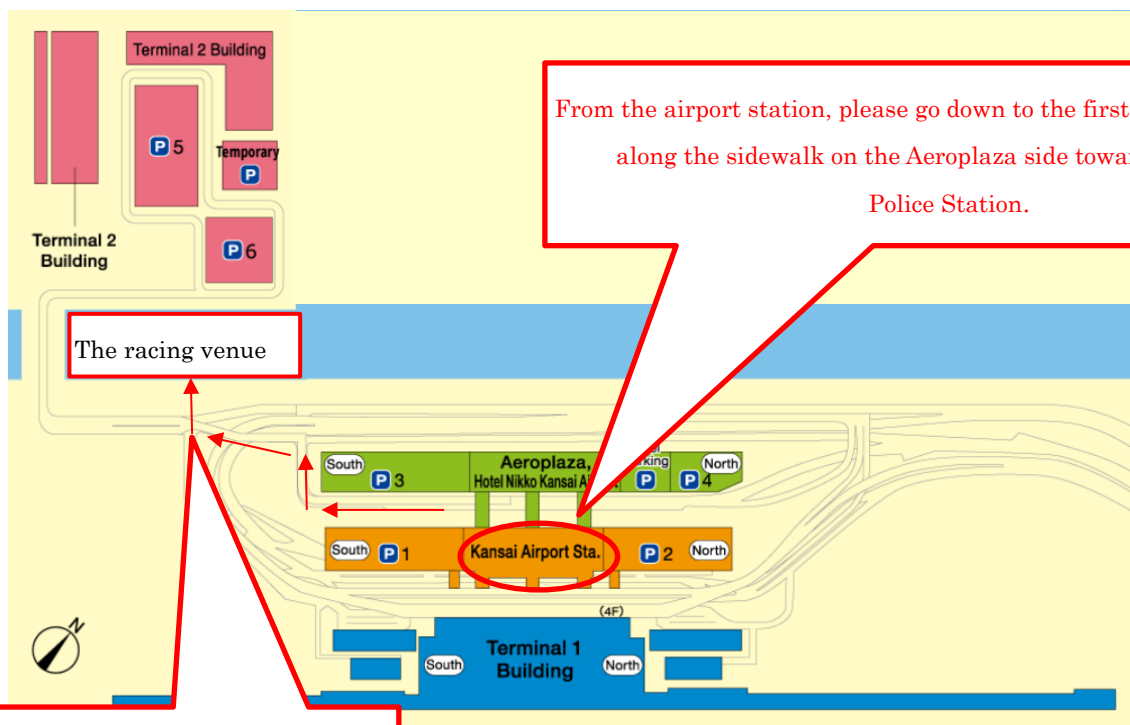 Terminal 2 Building
P 5
Temporary
P
P 6
Terminal 2
Building
From the airport station, please go down to the first
along the sidewalk on the Aeroplaza side
Police Station.
The racing venue
South
P 3
Aeroplaza,
Hotel Nikko Kansai
P
P 4
North
South
P 1
Kansai Airport Sta.
P 2
North
(4F)
N
South
Terminal 1
Building
North